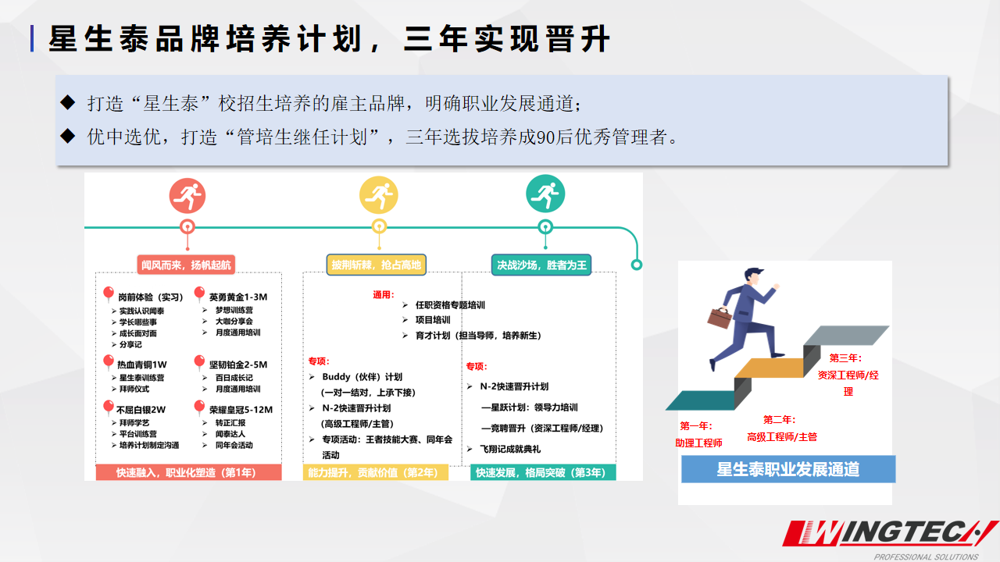 星生泰品牌培养计划，三年实现晋升
◆ 打造“星生泰”校招生培养的雇主品牌，明确职业发展通道；
◆ 优中选优，打造“管培生继任计划”，三年选拔培养成90后优秀管理者。
闻风而来，扬帆起航
岗前体验（实习）
➢ 实践认识闻泰
➢ 学长哪些事
➢ 成长面对面
➢ 分享记
英勇黄金1-3M
➢ 梦想训练营
➢ 大咖分享会
➢ 月度通用培训
热血青铜1W
➢ 星生泰训练营
➢ 拜师仪式
坚韧铂金2-5M
➢ 百日成长记
➢ 月度通用培训
不屈白银2W
➢ 拜师学艺
➢ 平台训练营
➢ 培养计划制定沟通
荣耀皇冠5-12M
➢ 转正汇报
➢ 闻泰达人
➢ 同年会活动
快速融入，职业化塑造（第1年）
披荆斩棘，抢占高地
决战沙场，胜者为王
通用：
➢ 任职资格专题培训
➢ 项目培训
➢ 育才计划（担当导师，培养新生）
专项：
➢ Buddy（伙伴）计划
（一对一结对，上承下接）
➢ N-2快速晋升计划
（高级工程师/主管）
➢ 专项活动：王者技能大赛、同年会
活动
能力提升，贡献价值（第2年）
专项：
➢ N-2快速晋升计划
—星跃计划：领导力培训
—竞聘晋升（资深工程师/经理）
➢ 飞翔记成就典礼
快速发展，格局突破（第3年）
第一年：
助理工程师
第二年：
高级工程师/主管
第三年：
资深工程师/经
理
星生泰职业发展通道
WINGTECH
PROFESSIONAL SOLUTIONS